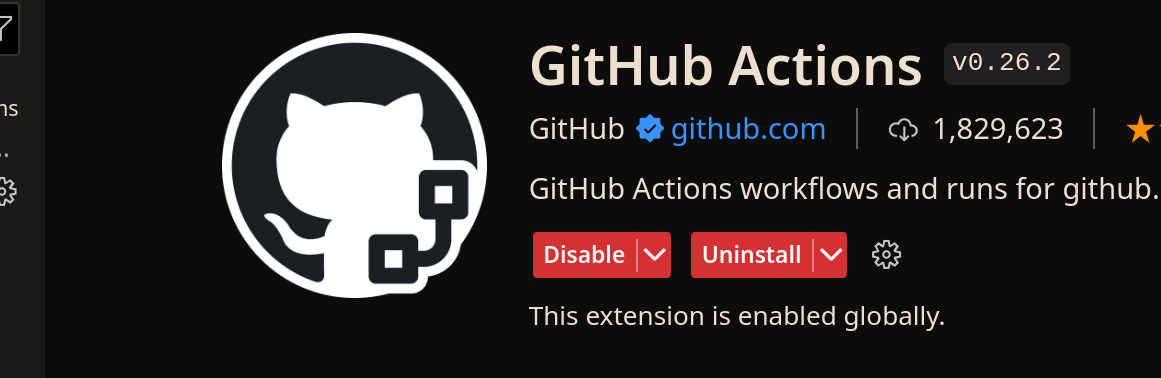 GitHub Actions v0.26.2
GitHub github.com 1,829,623
ns
GitHub Actions workflows and runs for github.
..
Disable Uninstall
This extension is enabled globally.